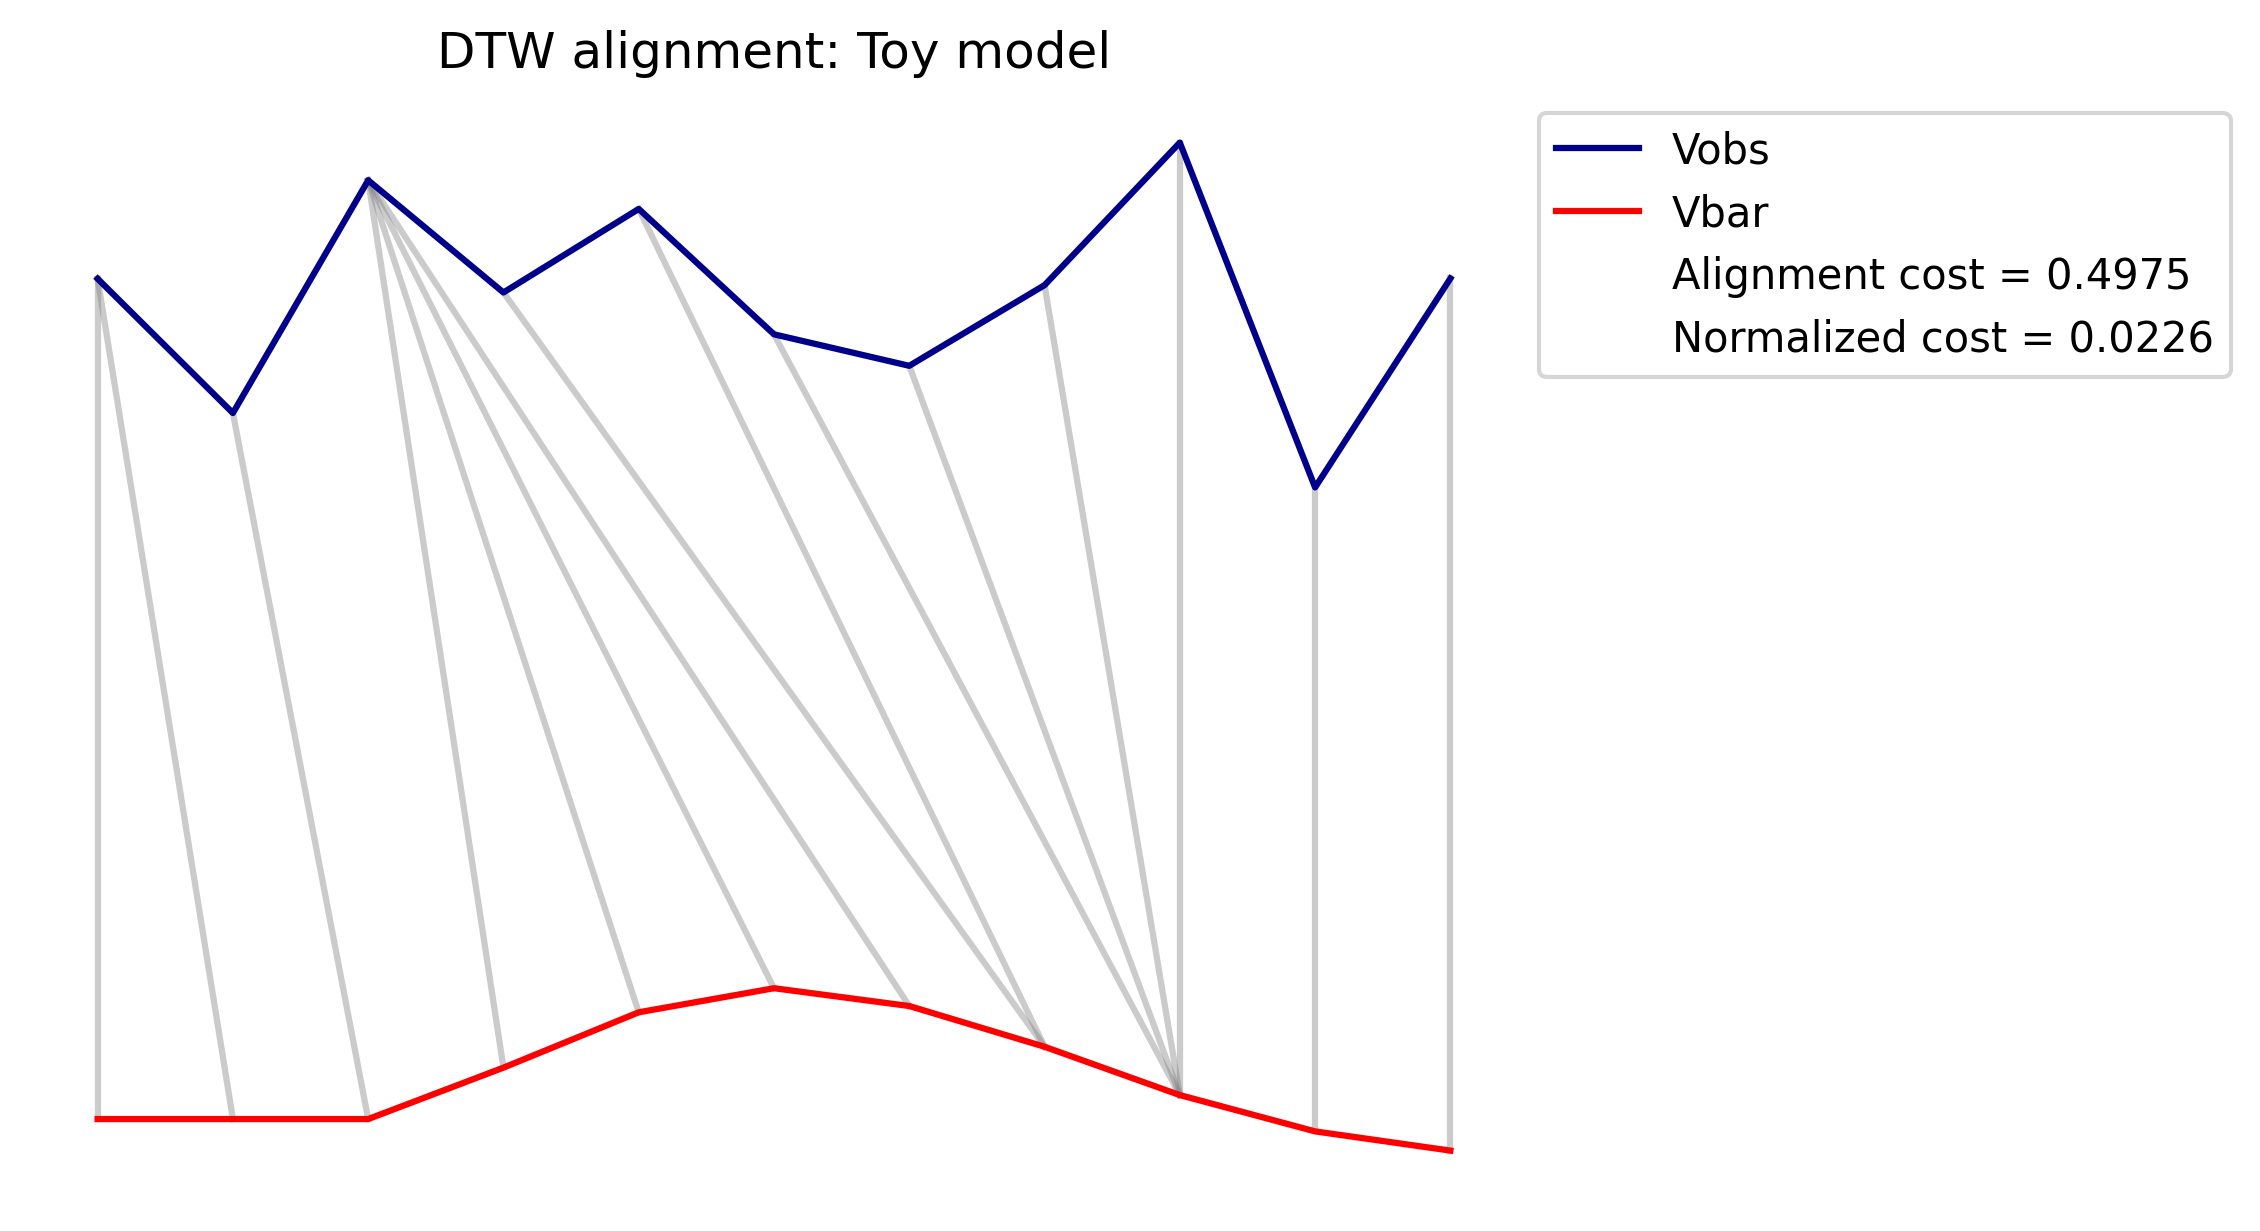 DTW alignment: Toy model
Vobs
Vbar
Alignment cost = 0.4975
Normalized cost = 0.0226